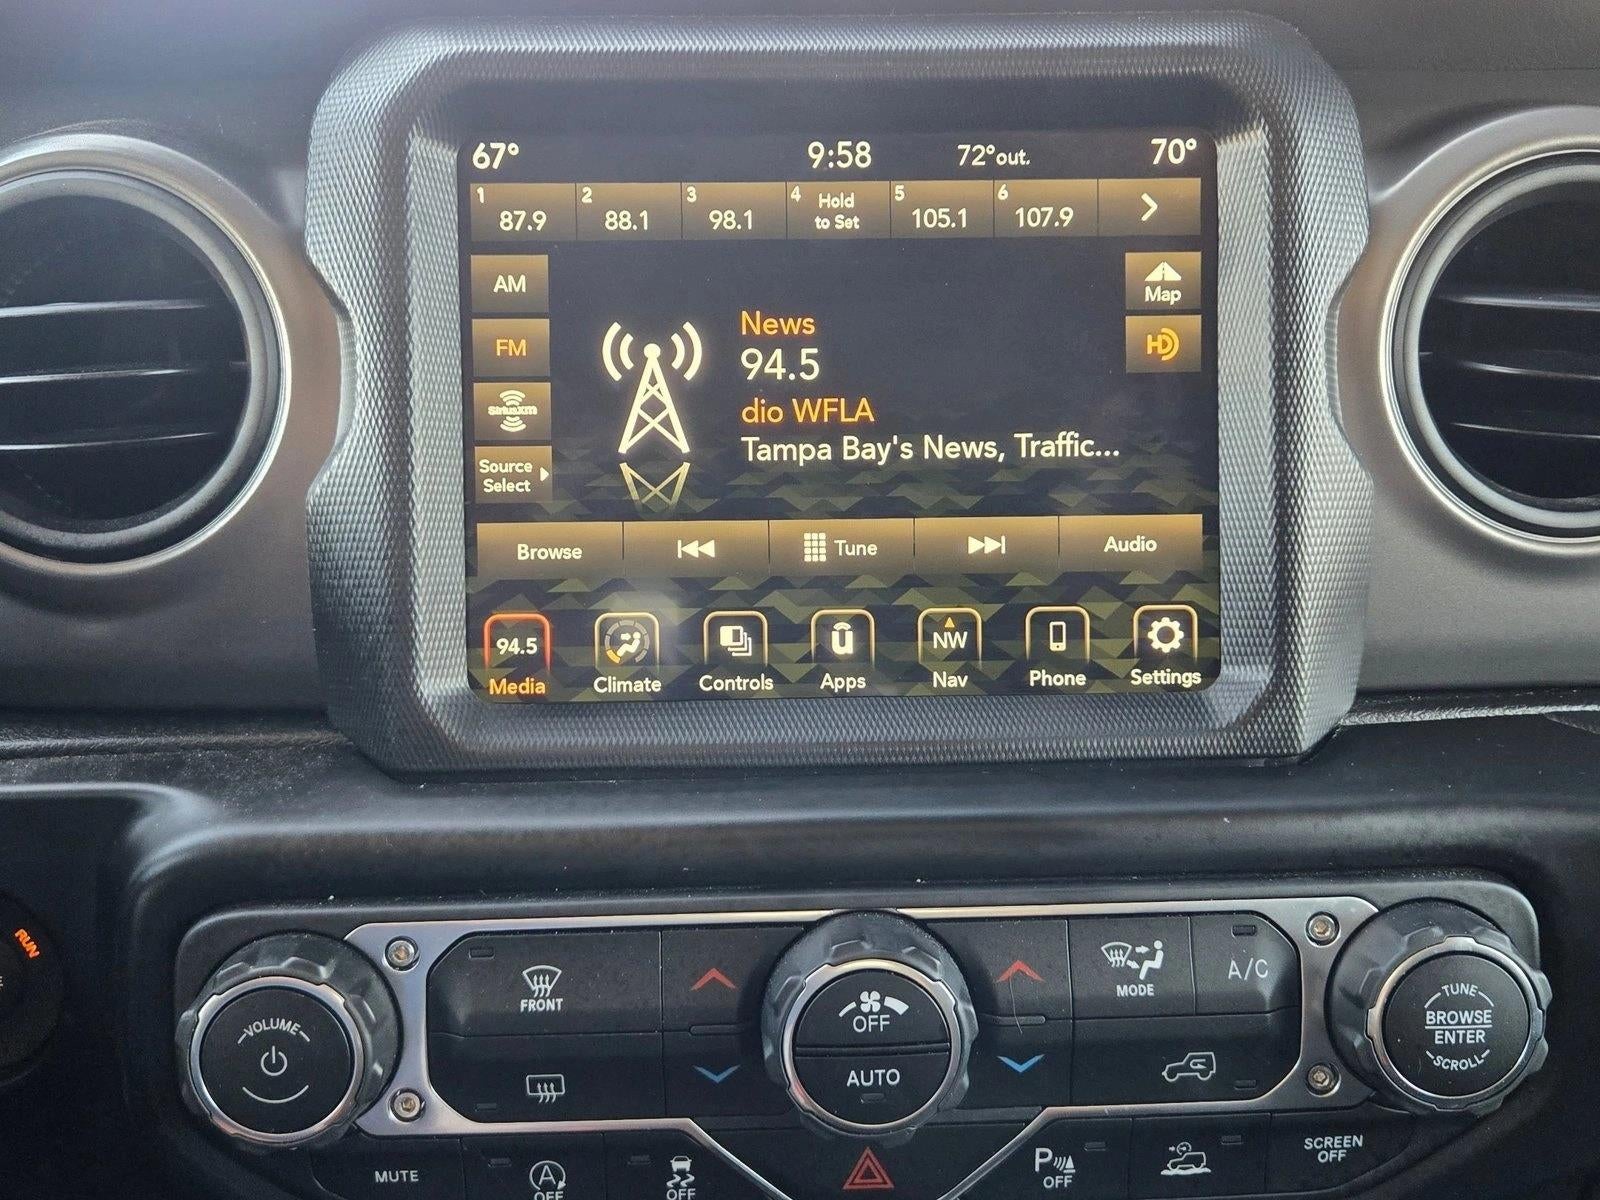 67° 9:58 72°out. 70°
1 2 3 4 Hold 5 6
87.9 88.1 98.1 to Set 105.1 107.9
AM
Map
News
FM
94.5
HD
dio WFLA
SiriusXM
Tampa Bay's News, Traffic...
Source
Select
Browse Tune Audio
94.5 u NW
Media Climate Controls Apps Nav Phone Settings
RUN
FRONT
MODE
A/C
OFF
TUNE
BROWSE
ENTER
SCROLL
VOLUME
AUTO
MUTE
A
OFF
OFF
P
OFF
SCREEN
OFF